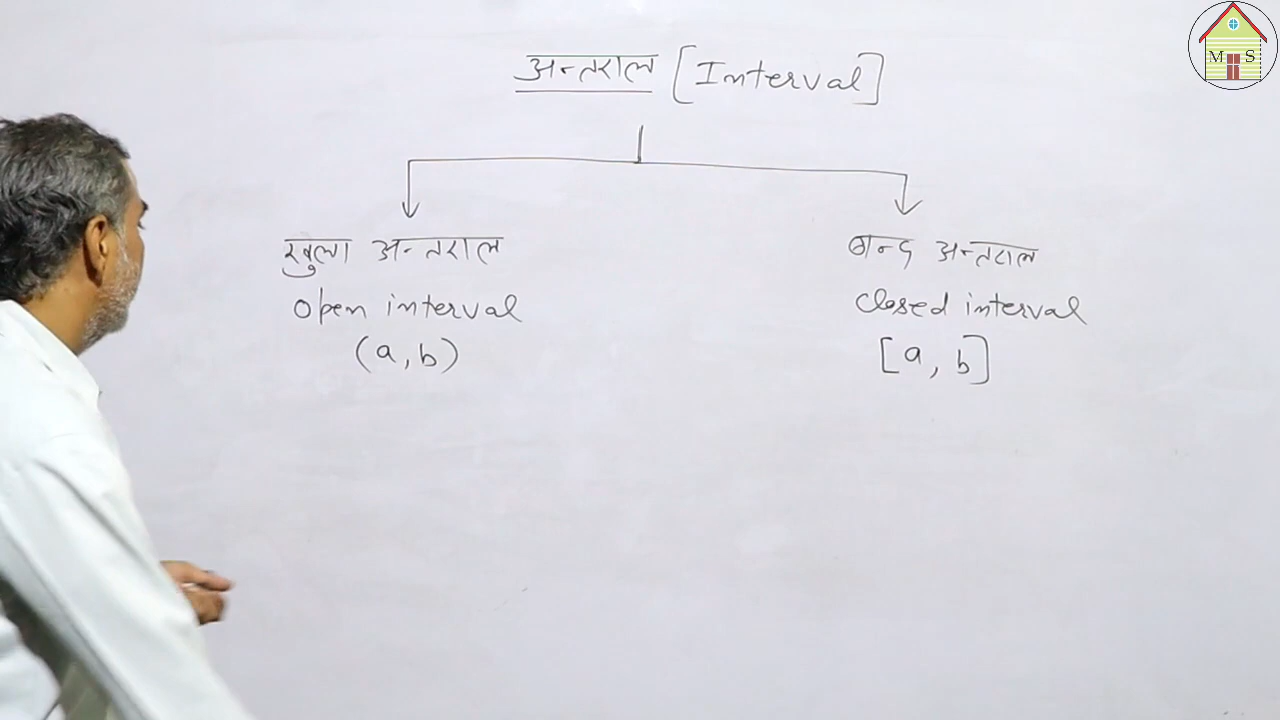 अन्तराल [Interval]
खुला अन्तराल
open interval
(a, b)
बन्द अन्तराल
closed interval
[a, b]
M S